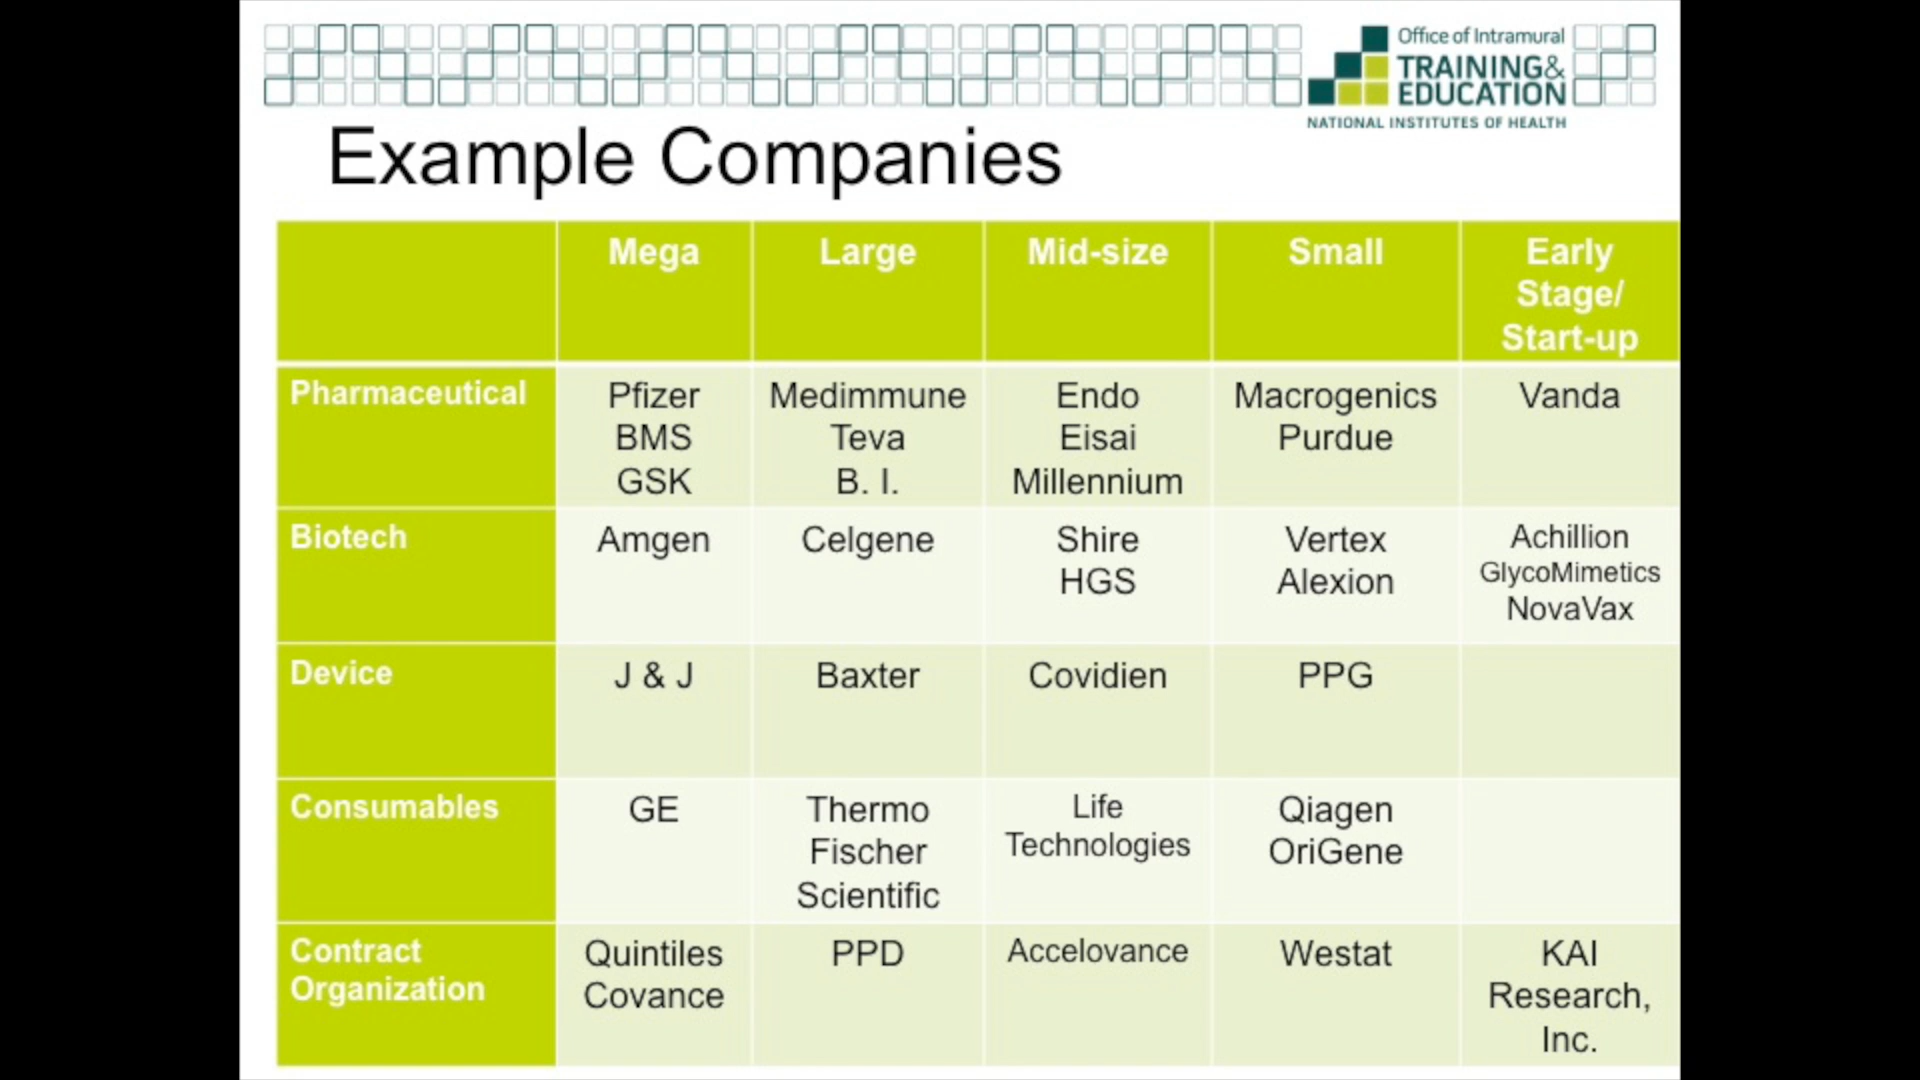 Office of Intramural
TRAINING&
EDUCATION
NATIONAL INSTITUTES OF HEALTH
Example Companies
Mega
Large
Mid-size
Small
Early
Stage/
Start-up
Pharmaceutical
Pfizer
BMS
GSK
Medimmune
Teva
B. I.
Endo
Eisai
Millennium
Macrogenics
Purdue
Vanda
Biotech
Amgen
Celgene
Shire
HGS
Vertex
Alexion
Achillion
GlycoMimetics
NovaVax
Device
J & J
Baxter
Covidien
PPG
Consumables
GE
Thermo
Fischer
Scientific
Life
Technologies
Qiagen
OriGene
Contract
Organization
Quintiles
Covance
PPD
Accelovance
Westat
KAI
Research,
Inc.